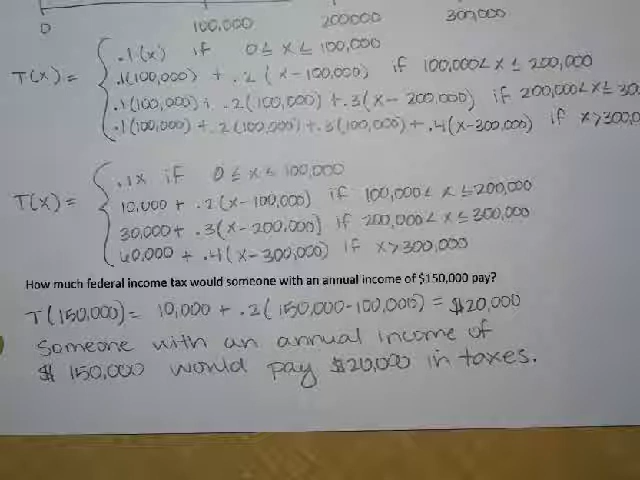 0 100,000 200000 300,000
.1(x) if 0 ≤ x ≤ 100,000
T(x) = .1(100,000) + .2(x-100,000) if 100,000< x ≤ 200,000
.1(100,000) + .2(100,000) + .3(x- 200,000) if 200,000<x≤ 30
.1(100,000) + .2(100,000) + .3(100,000) + .4(x-300,000) if x>300,0
.1x if 0 ≤ x ≤ 100,000
T(x) = 10,000 + .2(x-100,000) if 100,000< x ≤200,000
30,000+ .3(x-200,000) if 200,000< x ≤ 300,000
60,000 + .4(x-300,000) if x>300,000
How much federal income tax would someone with an annual income of $150,000 pay?
T(150,000)= 10,000 + .2(150,000-100,000) = $20,000
Someone with an annual income of
$150,000 would pay $20,000 in taxes.